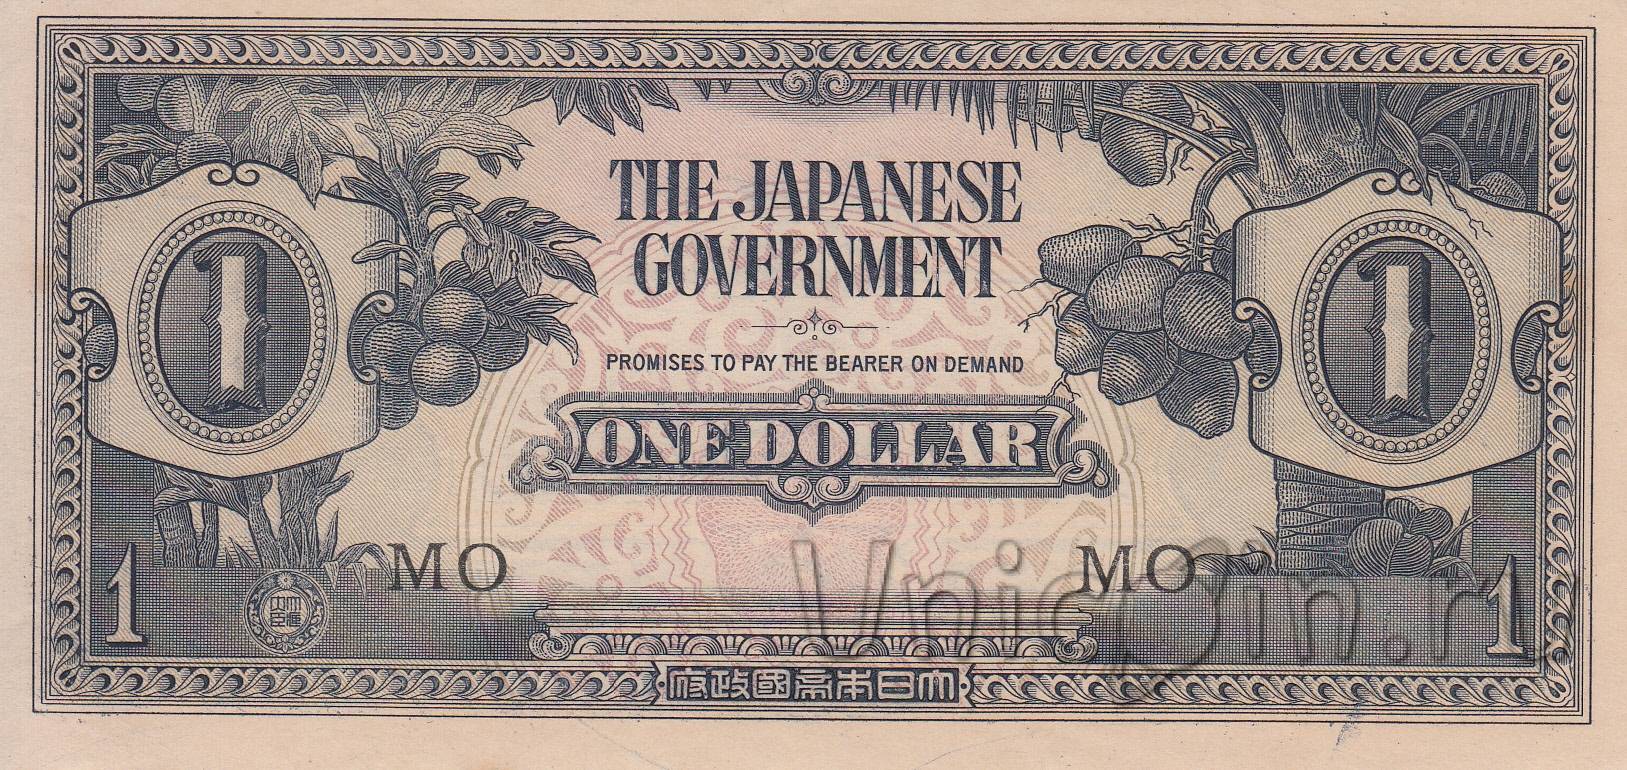 THE JAPANESE
GOVERNMENT
PROMISES TO PAY THE BEARER ON DEMAND
ONE DOLLAR
1
1
MO
MO
1
1
府政國帝本日大